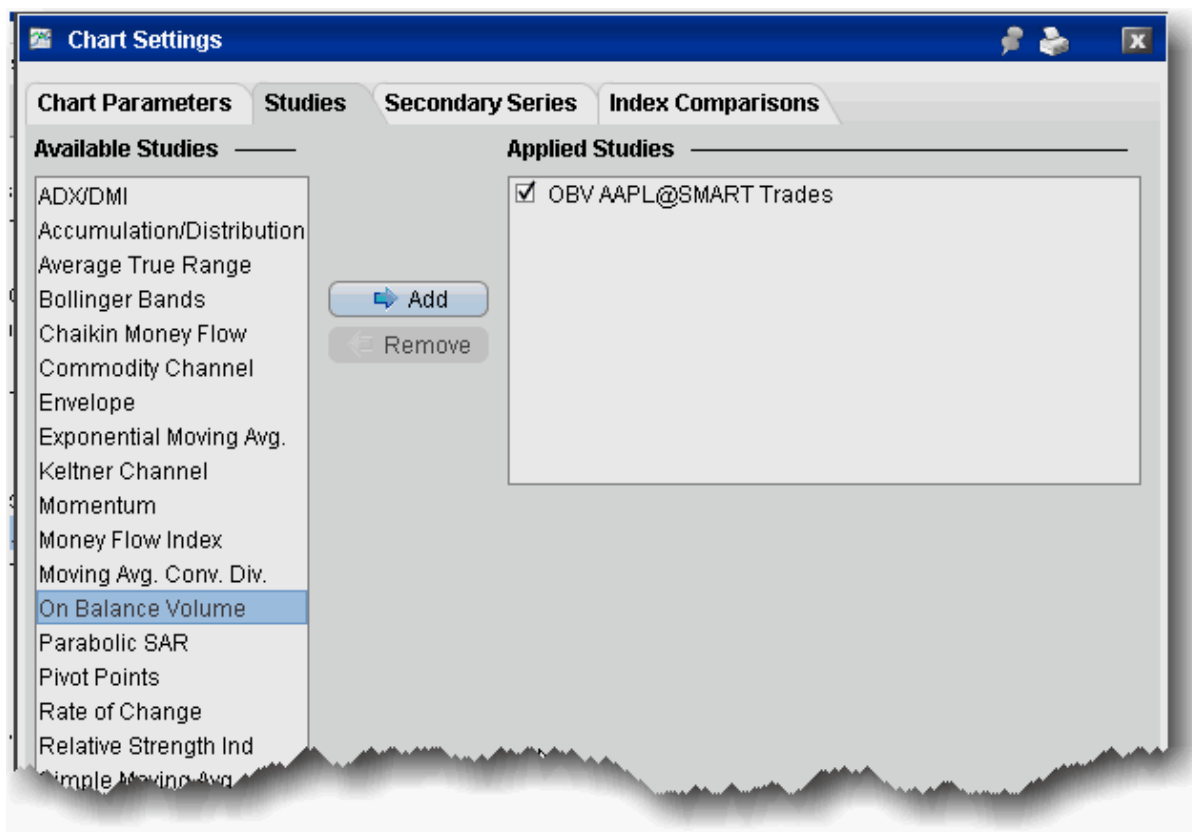 Chart Settings
Chart Parameters Studies Secondary Series Index Comparisons
Available Studies
ADX/DMI
Accumulation/Distribution
Average True Range
Bollinger Bands
Chaikin Money Flow
Commodity Channel
Envelope
Exponential Moving Avg.
Keltner Channel
Momentum
Money Flow Index
Moving Avg. Conv. Div.
On Balance Volume
Parabolic SAR
Pivot Points
Rate of Change
Relative Strength Ind
Simple Moving Avg
Add
Remove
Applied Studies
OBV AAPL@SMART Trades